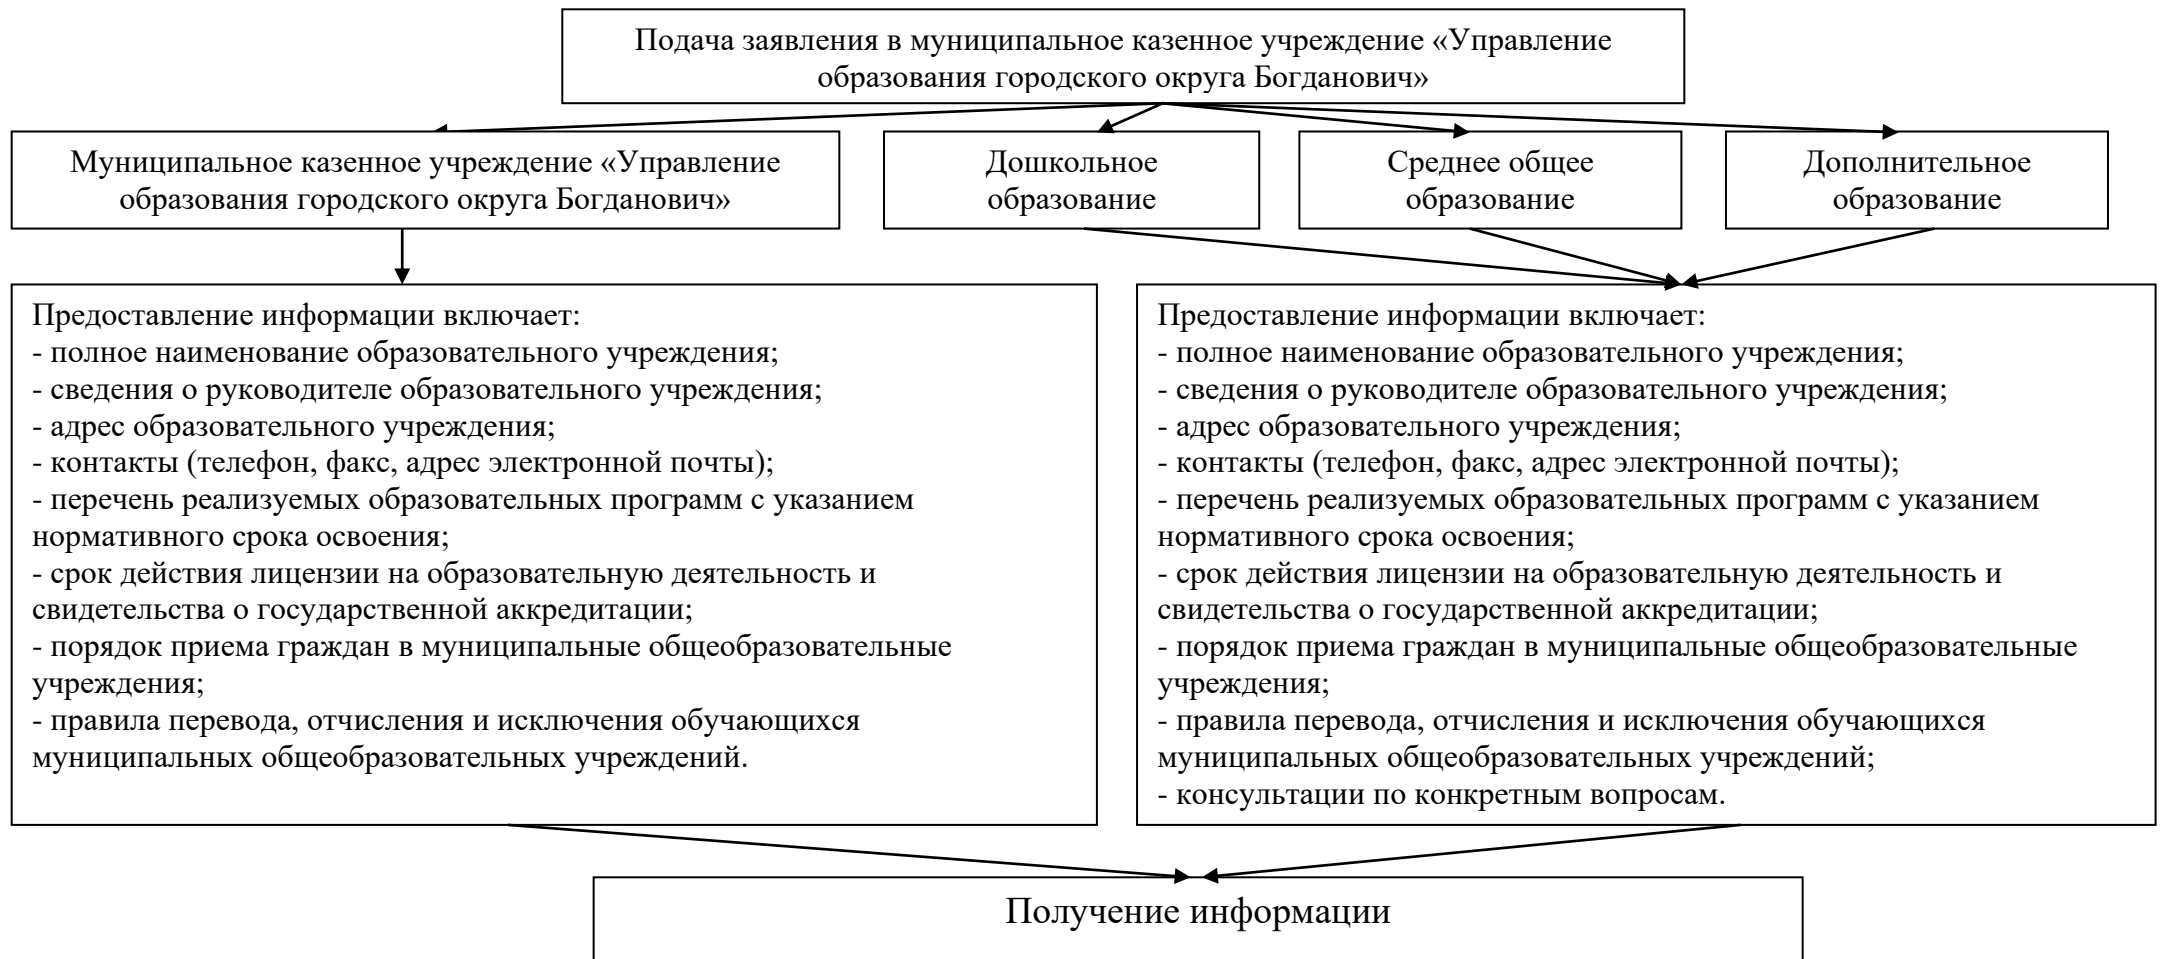 Подача заявления в муниципальное казенное учреждение «Управление
образования городского округа Богданович»
Муниципальное казенное учреждение «Управление
образования городского округа Богданович»
Дошкольное
образование
Среднее общее
образование
Дополнительное
образование
Предоставление информации включает:
- полное наименование образовательного учреждения;
- сведения о руководителе образовательного учреждения;
- адрес образовательного учреждения;
- контакты (телефон, факс, адрес электронной почты);
- перечень реализуемых образовательных программ с указанием
нормативного срока освоения;
- срок действия лицензии на образовательную деятельность и
свидетельства о государственной аккредитации;
- порядок приема граждан в муниципальные общеобразовательные
учреждения;
- правила перевода, отчисления и исключения обучающихся
муниципальных общеобразовательных учреждений.
Предоставление информации включает:
- полное наименование образовательного учреждения;
- сведения о руководителе образовательного учреждения;
- адрес образовательного учреждения;
- контакты (телефон, факс, адрес электронной почты);
- перечень реализуемых образовательных программ с указанием
нормативного срока освоения;
- срок действия лицензии на образовательную деятельность и
свидетельства о государственной аккредитации;
- порядок приема граждан в муниципальные общеобразовательные
учреждения;
- правила перевода, отчисления и исключения обучающихся
муниципальных общеобразовательных учреждений;
- консультации по конкретным вопросам.
Получение информации